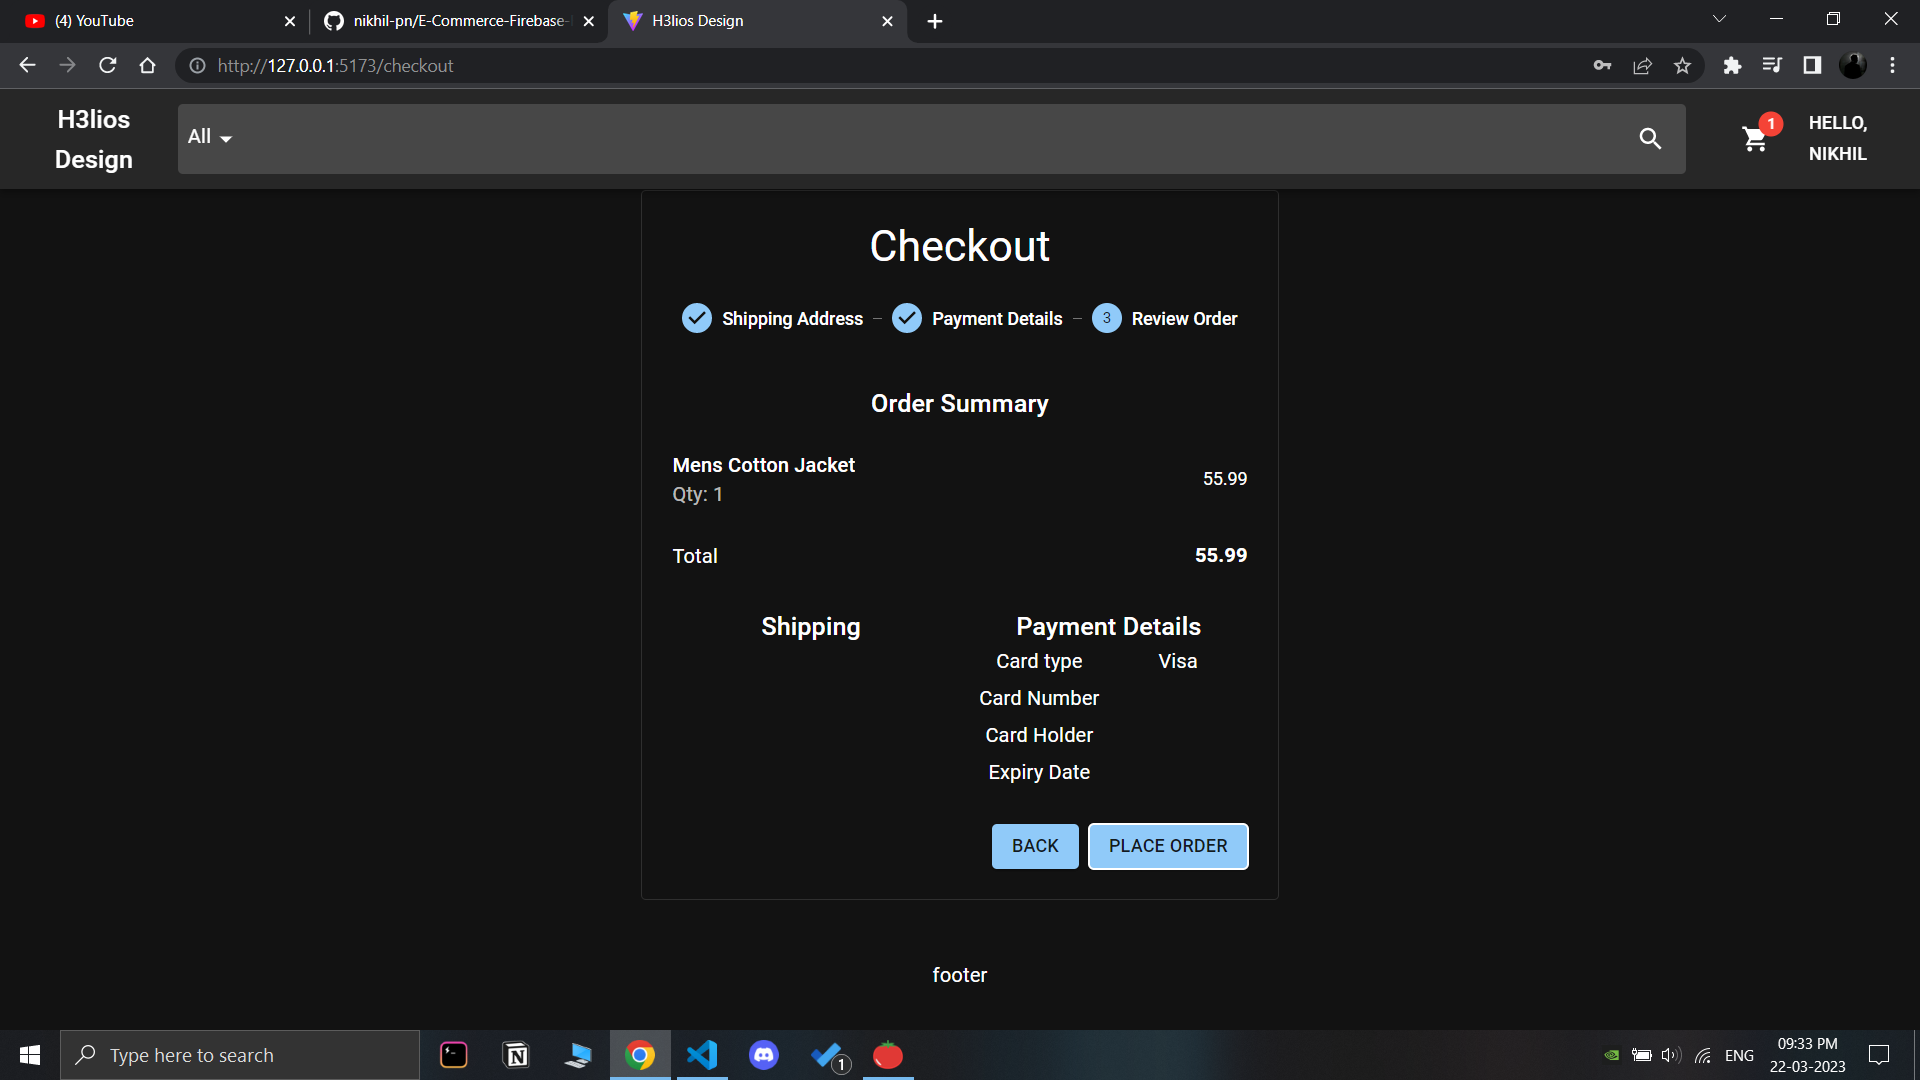 (4) YouTube
nikhil-pn/E-Commerce-Firebase-
H3lios Design
http://127.0.0.1:5173/checkout
H3lios
Design
All
1
HELLO,
NIKHIL
Checkout
Shipping Address
Payment Details
3 Review Order
Order Summary
Mens Cotton Jacket
55.99
Qty: 1
Total 55.99
Shipping
Payment Details
Card type Visa
Card Number
Card Holder
Expiry Date
BACK PLACE ORDER
footer
Type here to search
1
ENG
09:33 PM
22-03-2023